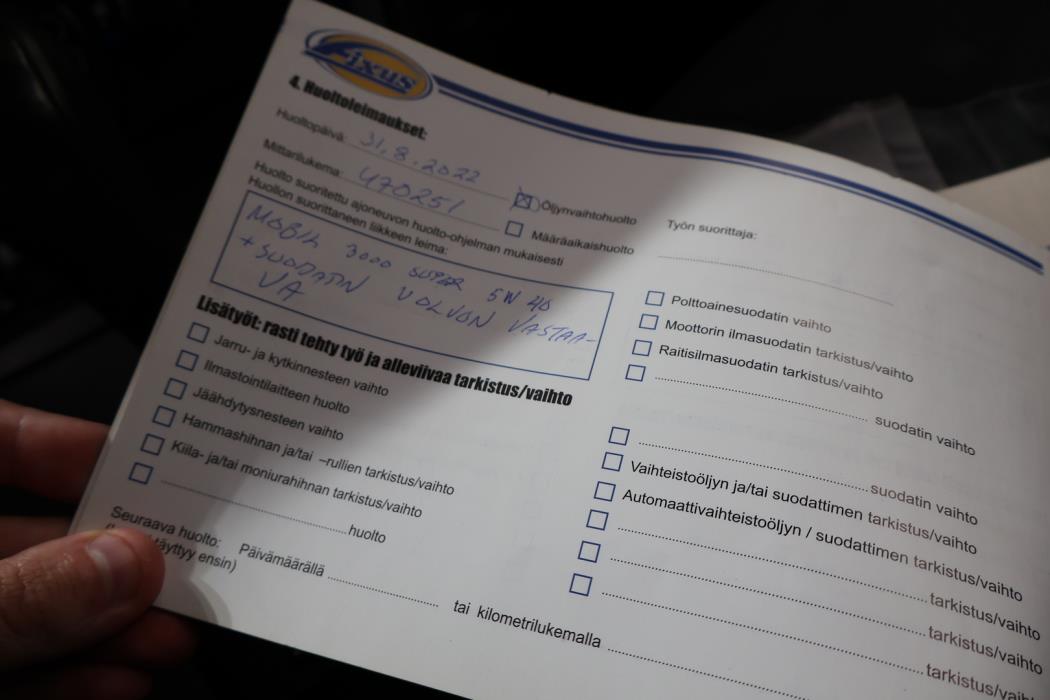 Fixus
4. Huoltoleimaukset:
Huoltopäivä: 31.8.2022
Mittarilukema: 470251
Öljynvaihtohuolto
Määräaikaishuolto
Huolto suoritettu ajoneuvon huolto-ohjelman mukaisesti
Huollon suorittaneen liikkeen leima:
MOBIL 3000 SUPER 5W 40
+ SUODATIN VOLVON VASTAA-
VA
Työn suorittaja:
Lisätyöt: rasti tehty työ ja alleviivaa tarkistus/vaihto
Jarru- ja kytkinnesteen vaihto
Ilmastointilaitteen huolto
Jäähdytysnesteen vaihto
Hammashihnan ja/tai –rullien tarkistus/vaihto
Kiila- ja/tai moniurahihnan tarkistus/vaihto
huolto
Polttoainesuodatin vaihto
Moottorin ilmasuodatin tarkistus/vaihto
Raitisilmasuodatin tarkistus/vaihto
suodatin vaihto
suodatin vaihto
Vaihteistoöljyn ja/tai suodattimen tarkistus/vaihto
Automaattivaihteistoöljyn / suodattimen tarkistus/vaihto
tarkistus/vaihto
tarkistus/vaihto
tarkistus/vaih
Seuraava huolto: Päivämäärällä tai kilometrilukemalla
täyttyy ensin)